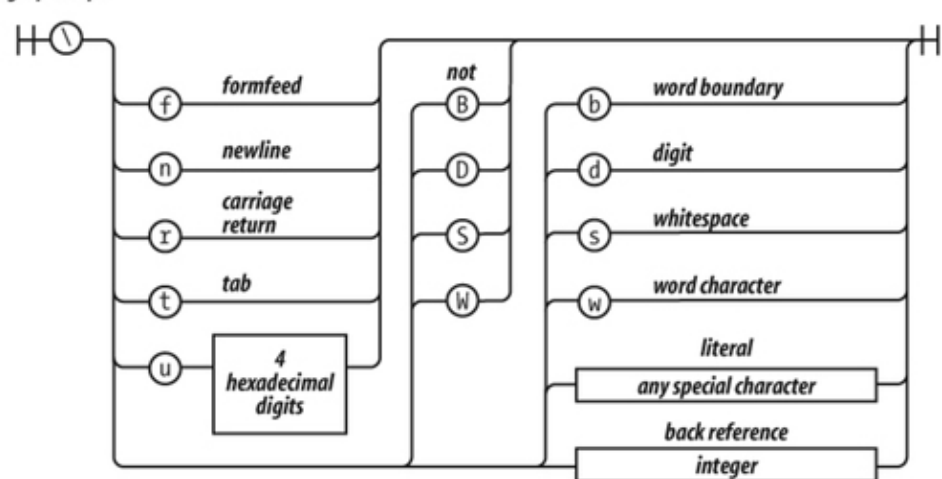 \
not
f formfeed B b word boundary
n newline D d digit
r carriage return S s whitespace
t tab W w word character
u 4 hexadecimal digits
literal
any special character
back reference
integer